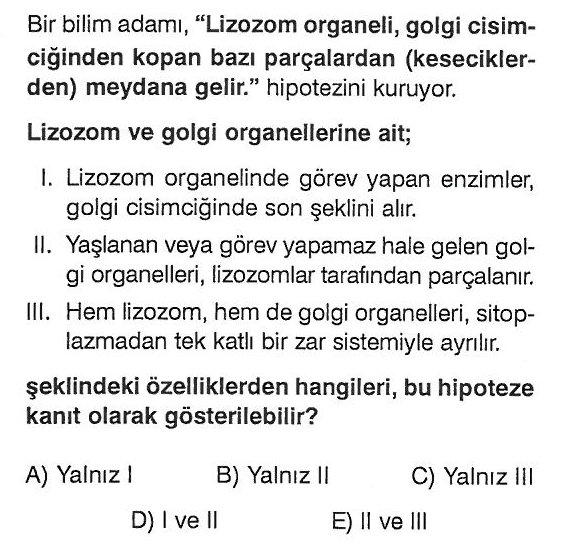 Bir bilim adamı, “Lizozom organeli, golgi cisim-
ciğinden kopan bazı parçalardan (kesecikler-
den) meydana gelir.” hipotezini kuruyor.
Lizozom ve golgi organellerine ait;
I. Lizozom organelinde görev yapan enzimler,
golgi cisimciğinde son şeklini alır.
II. Yaşlanan veya görev yapamaz hale gelen gol-
gi organelleri, lizozomlar tarafından parçalanır.
III. Hem lizozom, hem de golgi organelleri, sitop-
lazmadan tek katlı bir zar sistemiyle ayrılır.
şeklindeki özelliklerden hangileri, bu hipoteze
kanıt olarak gösterilebilir?
A) Yalnız I B) Yalnız II C) Yalnız III
D) I ve II E) II ve III